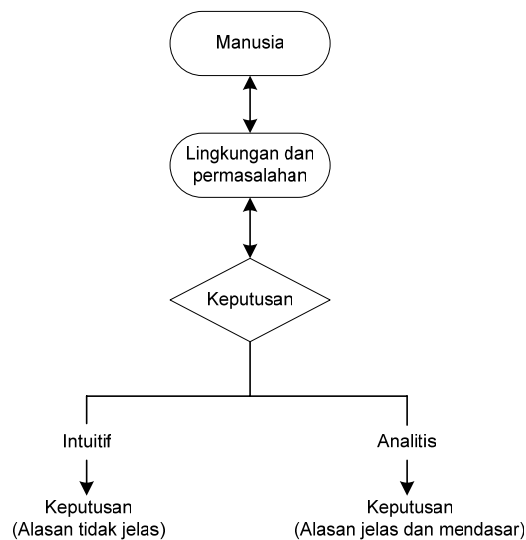 Manusia
Lingkungan dan
permasalahan
Keputusan
Intuitif
Analitis
Keputusan
(Alasan tidak jelas)
Keputusan
(Alasan jelas dan mendasar)